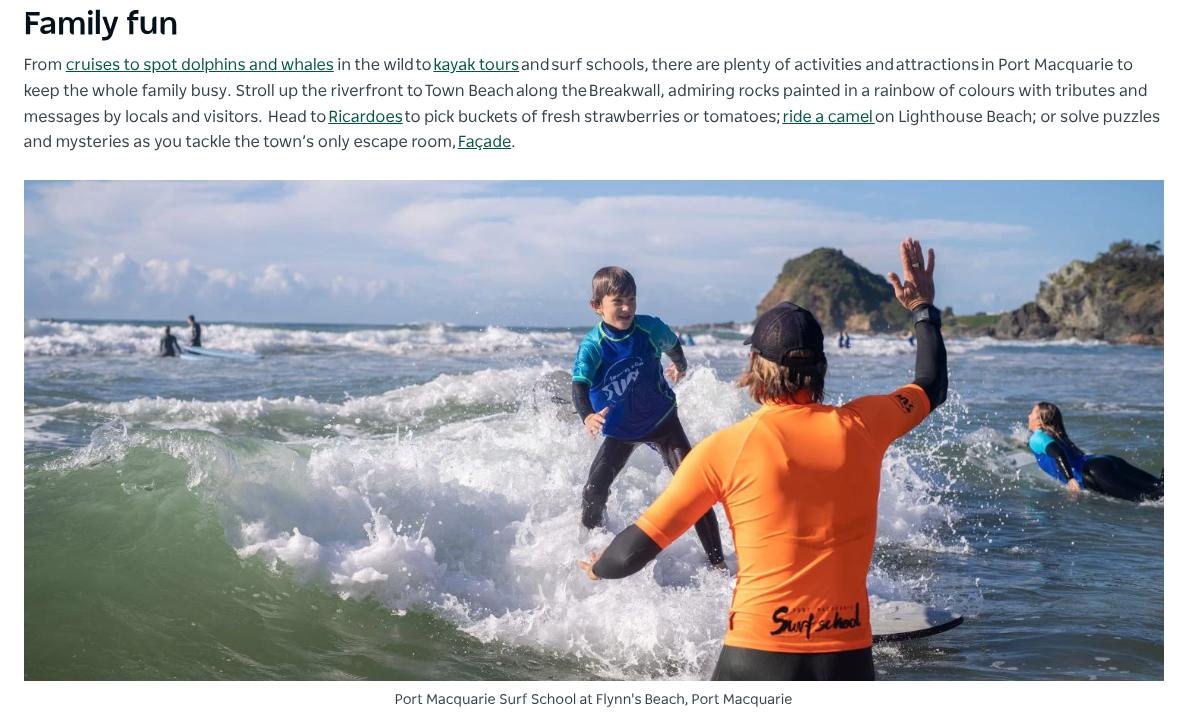 Family fun
From cruises to spot dolphins and whales in the wild to kayak tours and surf schools, there are plenty of activities and attractions in Port Macquarie to
keep the whole family busy. Stroll up the riverfront to Town Beach along the Breakwall, admiring rocks painted in a rainbow of colours with tributes and
messages by locals and visitors. Head to Ricardoes to pick buckets of fresh strawberries or tomatoes; ride a camel on Lighthouse Beach; or solve puzzles
and mysteries as you tackle the town’s only escape room, Façade.
SURF
PORT MACQUARIE
Surf school
Port Macquarie Surf School at Flynn's Beach, Port Macquarie